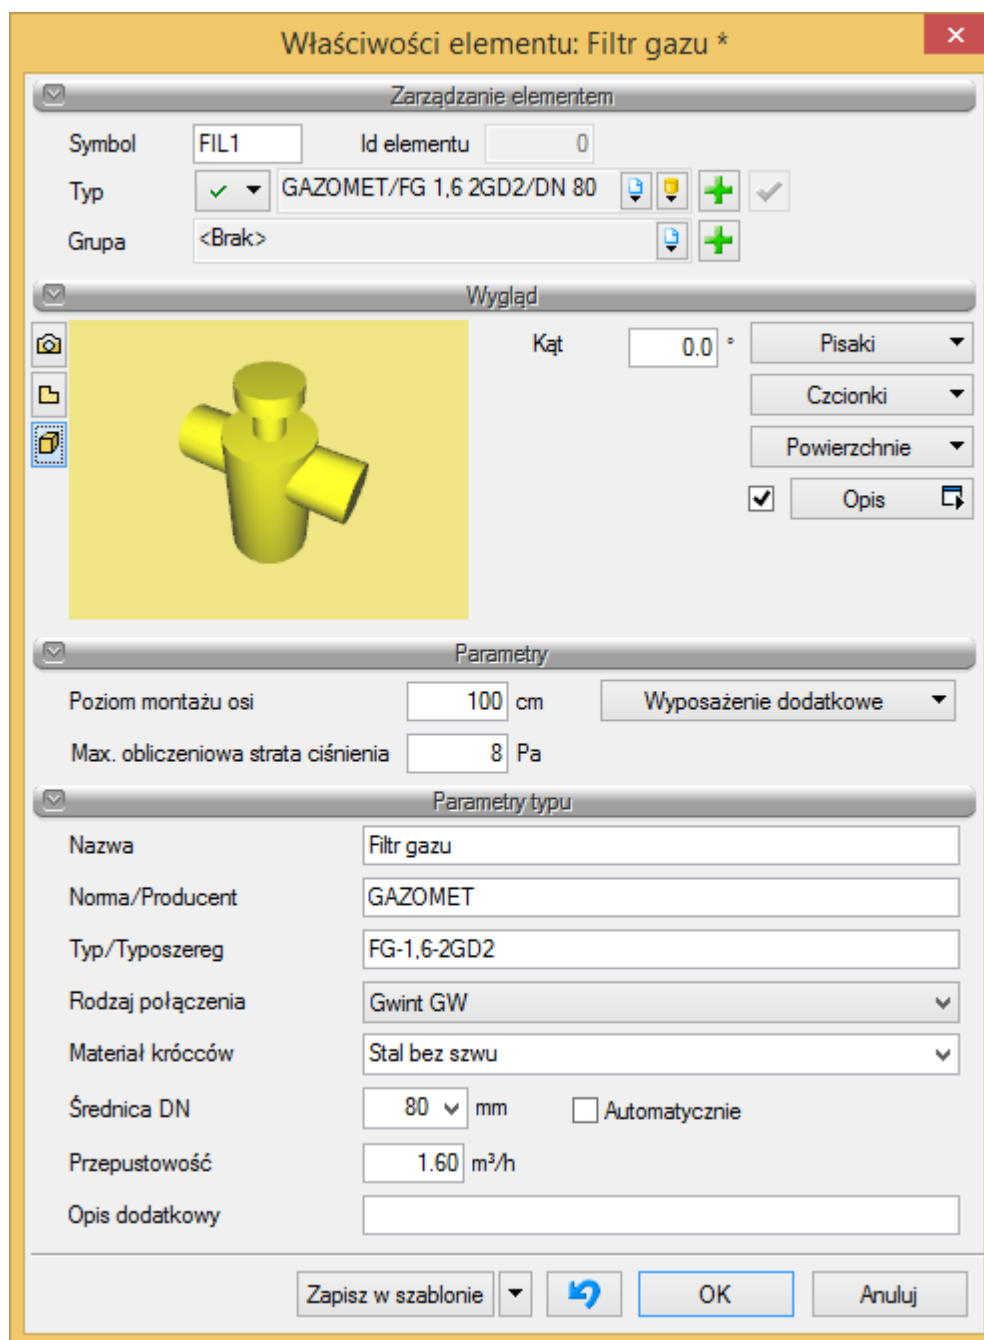 Właściwości elementu: Filtr gazu *
Zarządzanie elementem
Symbol FIL1 Id elementu 0
Typ GAZOMET/FG 1,6 2GD2/DN 80
Grupa <Brak>
Wygląd
Kąt 0.0 ° Pisaki
Czcionki
Powierzchnie
Opis
Parametry
Poziom montażu osi 100 cm Wyposażenie dodatkowe
Max. obliczeniowa strata ciśnienia 8 Pa
Parametry typu
Nazwa Filtr gazu
Norma/Producent GAZOMET
Typ/Typoszereg FG-1,6-2GD2
Rodzaj połączenia Gwint GW
Materiał króćców Stal bez szwu
Średnica DN 80 mm Automatycznie
Przepustowość 1.60 m³/h
Opis dodatkowy
Zapisz w szablonie OK Anuluj